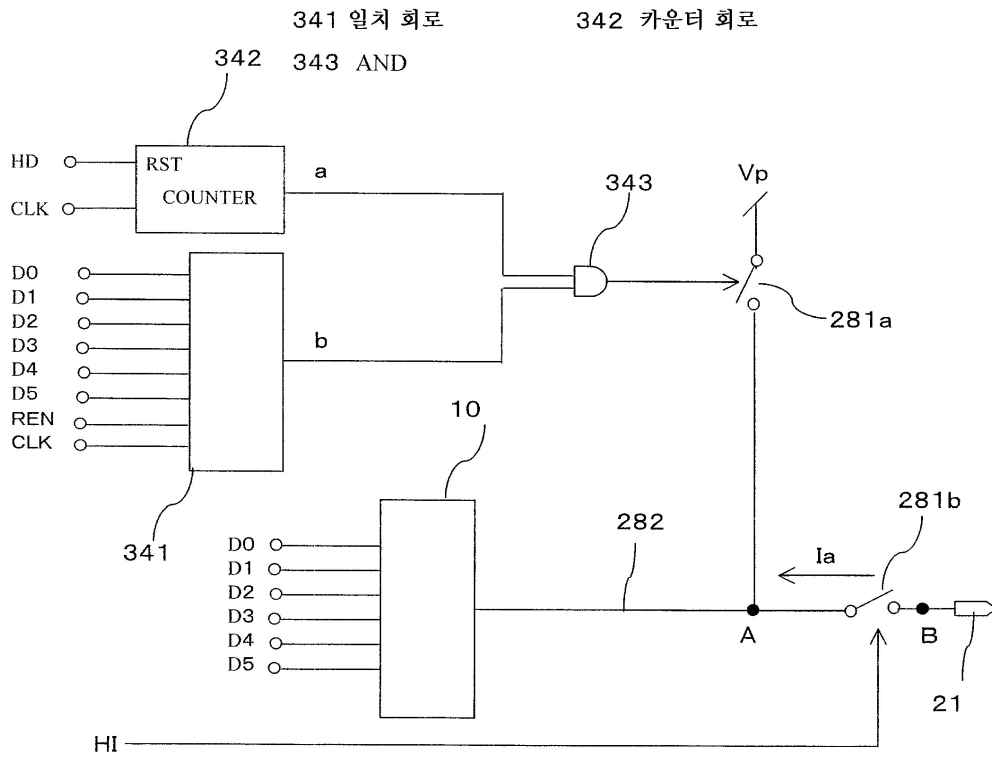 341 일치 회로 342 카운터 회로
343 AND
342
HD
RST
COUNTER
CLK
a
343
Vp
281a
D0
D1
D2
D3
D4
D5
REN
CLK
b
341
10
D0
D1
D2
D3
D4
D5
282
Ia
281b
A
B
21
HI